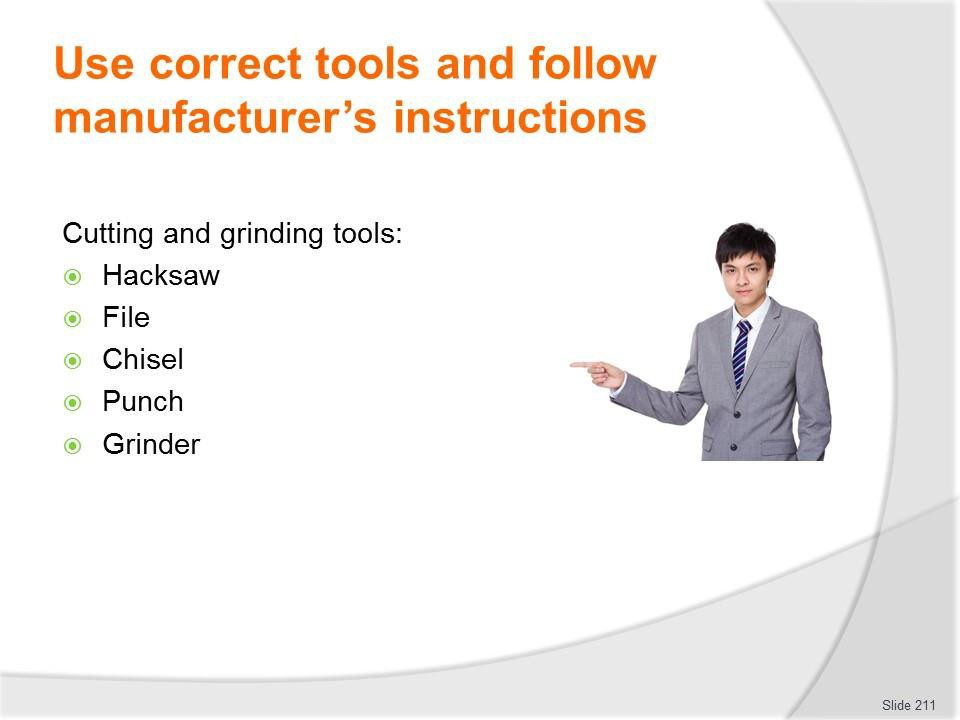 Use correct tools and follow
manufacturer’s instructions
Cutting and grinding tools:
Hacksaw
File
Chisel
Punch
Grinder
Slide 211